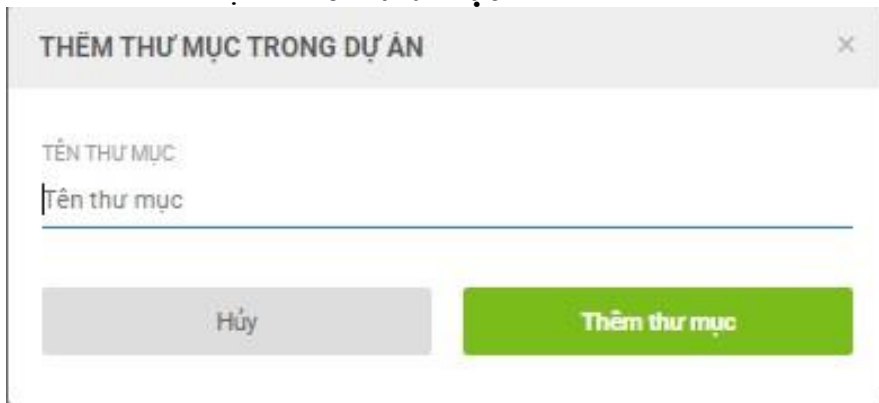 THÊM THƯ MỤC TRONG DỰ ÁN ×
TÊN THƯ MỤC
Tên thư mục
Hủy
Thêm thư mục